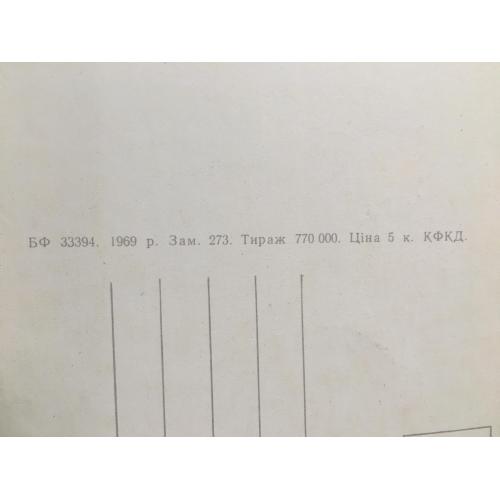 БФ 33394. 1969 р. Зам. 273. Тираж 770 000. Ціна 5 к. КФКД.